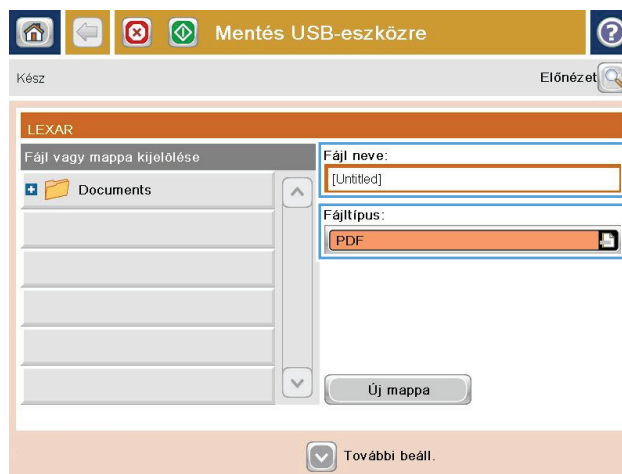 Mentés USB-eszközre
Kész
Előnézet
LEXAR
Fájl vagy mappa kijelölése
Documents
Fájl neve:
[Untitled]
Fájltípus:
PDF
Új mappa
További beáll.